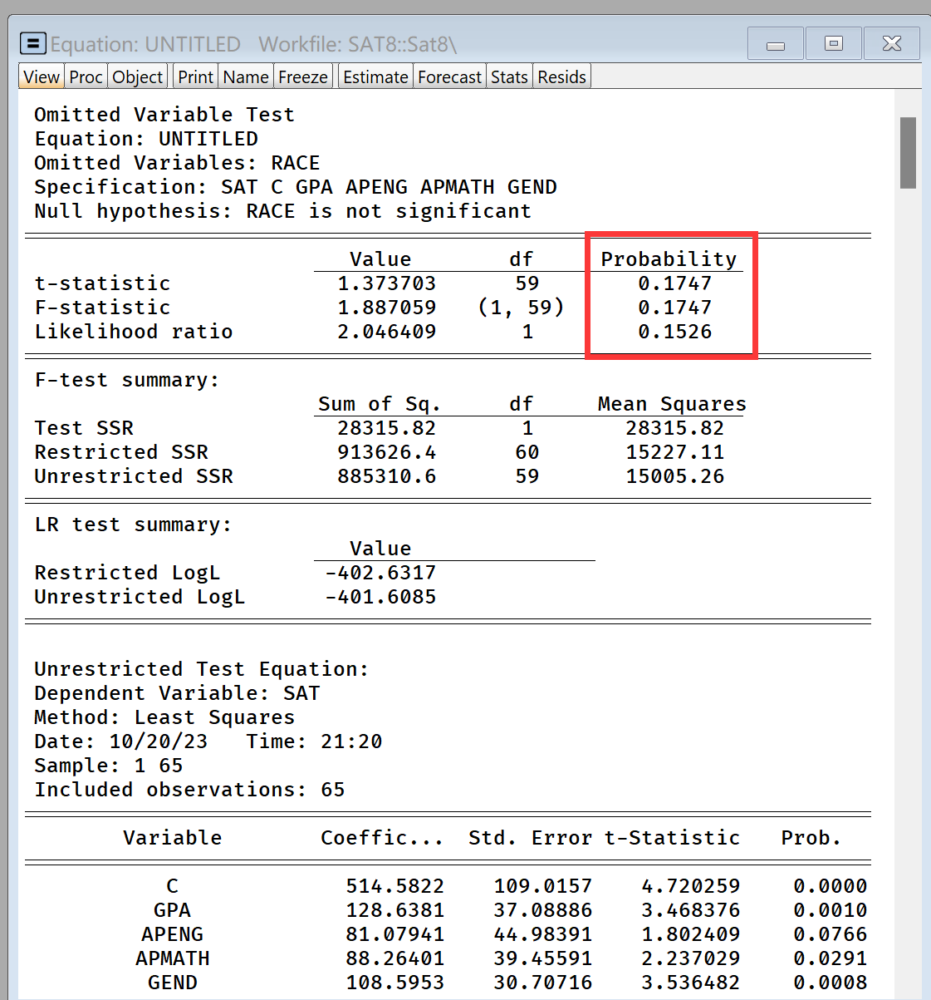 Equation: UNTITLED   Workfile: SAT8::Sat8\
View Proc Object Print Name Freeze Estimate Forecast Stats Resids
Omitted Variable Test
Equation: UNTITLED
Omitted Variables: RACE
Specification: SAT C GPA APENG APMATH GEND
Null hypothesis: RACE is not significant
Value df Probability
t-statistic 1.373703 59 0.1747
F-statistic 1.887059 (1, 59) 0.1747
Likelihood ratio 2.046409 1 0.1526
F-test summary:
Sum of Sq. df Mean Squares
Test SSR 28315.82 1 28315.82
Restricted SSR 913626.4 60 15227.11
Unrestricted SSR 885310.6 59 15005.26
LR test summary:
Value
Restricted LogL -402.6317
Unrestricted LogL -401.6085
Unrestricted Test Equation:
Dependent Variable: SAT
Method: Least Squares
Date: 10/20/23   Time: 21:20
Sample: 1 65
Included observations: 65
Variable Coeffic... Std. Error t-Statistic Prob.
C 514.5822 109.0157 4.720259 0.0000
GPA 128.6381 37.08886 3.468376 0.0010
APENG 81.07941 44.98391 1.802409 0.0766
APMATH 88.26401 39.45591 2.237029 0.0291
GEND 108.5953 30.70716 3.536482 0.0008